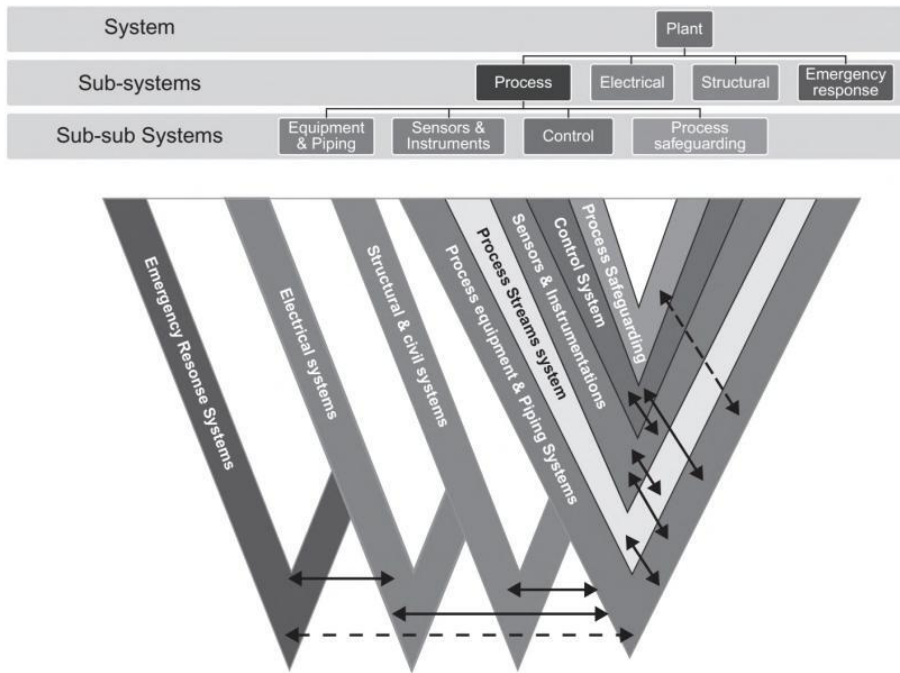 System
Plant
Sub-systems
Process
Electrical
Structural
Emergency
response
Sub-sub Systems
Equipment
& Piping
Sensors &
Instruments
Control
Process
safeguarding
Emergency Resonse Systems
Electrical systems
Structural & civil systems
Process equipment & Piping Systems
Process Streams system
Sensors & Instrumentations
Control System
Process Safeguarding